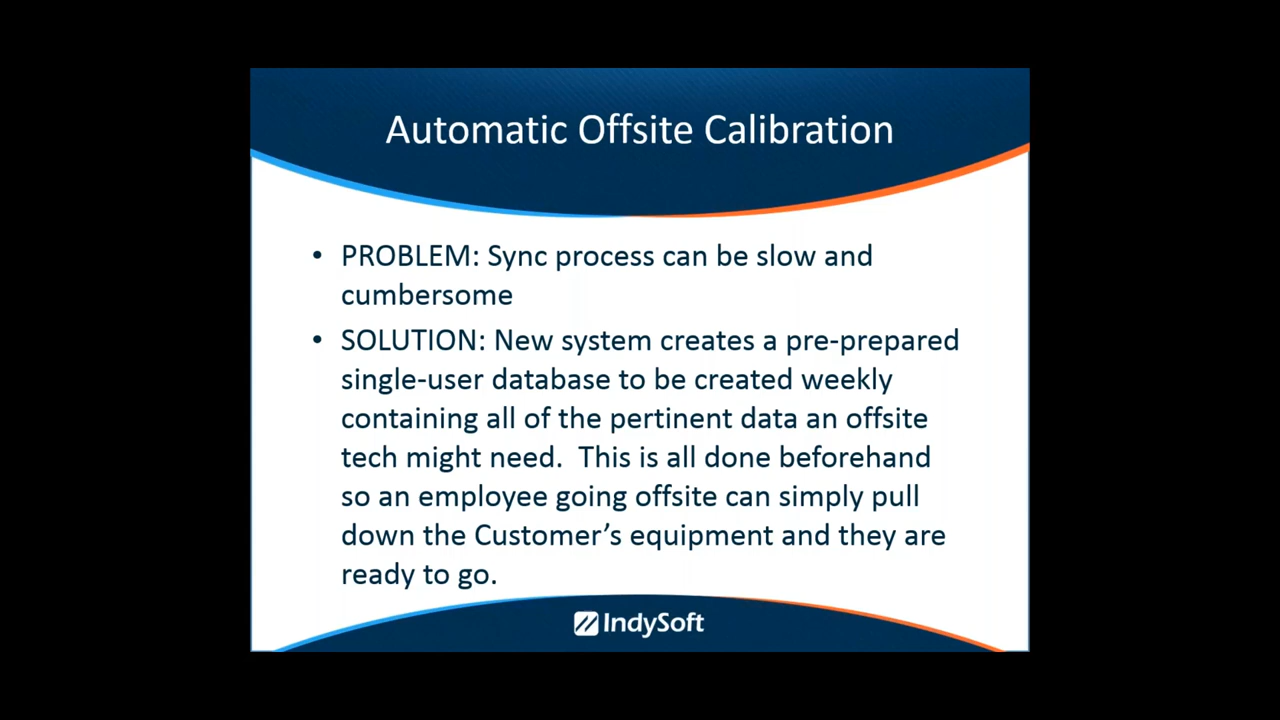 Automatic Offsite Calibration
• PROBLEM: Sync process can be slow and
cumbersome
• SOLUTION: New system creates a pre-prepared
single-user database to be created weekly
containing all of the pertinent data an offsite
tech might need.  This is all done beforehand
so an employee going offsite can simply pull
down the Customer’s equipment and they are
ready to go.
IndySoft